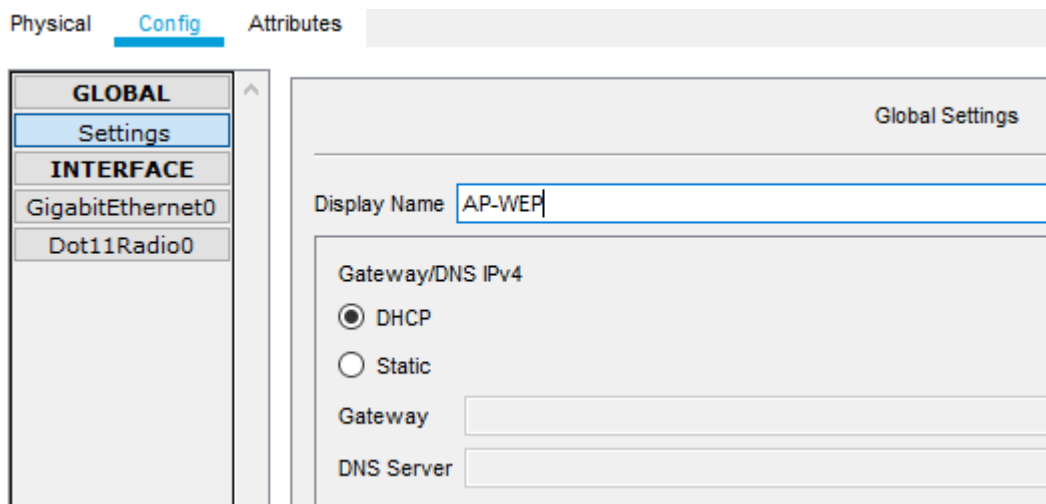 Physical Config Attributes
GLOBAL
Settings
INTERFACE
GigabitEthernet0
Dot11Radio0
Global Settings
Display Name AP-WEP
Gateway/DNS IPv4
DHCP
Static
Gateway
DNS Server